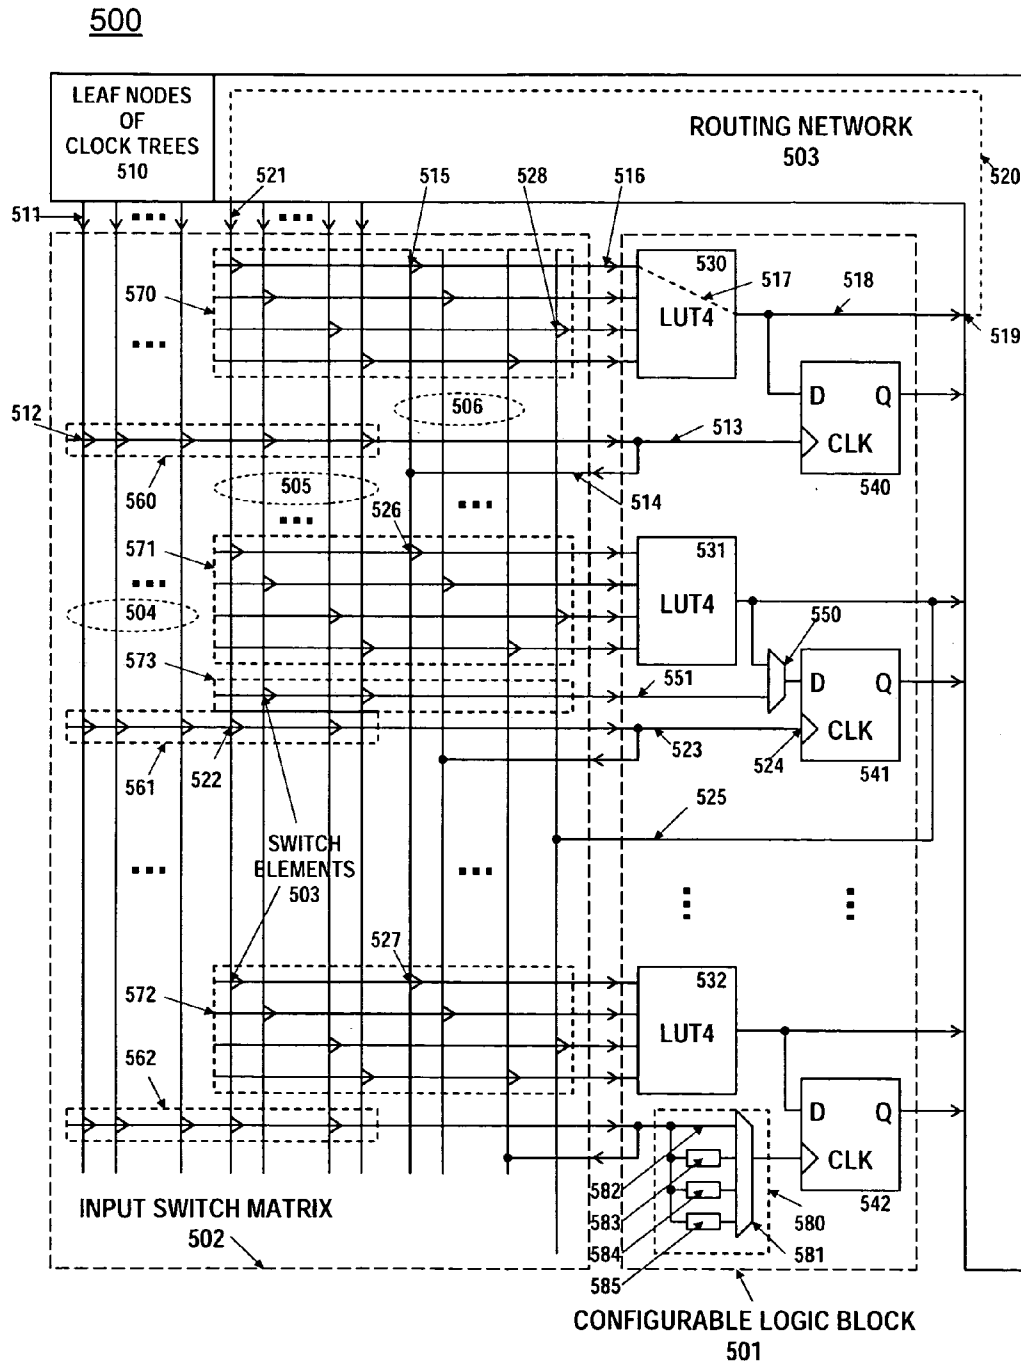 500
LEAF NODES
OF
CLOCK TREES
510
ROUTING NETWORK
503
511
521
515
528
516
520
530
517
518
570
LUT4
519
512
506
D Q
513
CLK
560
505
514
540
526
571
531
504
LUT4
550
573
551
D Q
523
CLK
561
522
524
541
525
SWITCH
ELEMENTS
503
527
532
572
LUT4
562
D Q
CLK
582
542
INPUT SWITCH MATRIX
502
583
580
584
581
585
CONFIGURABLE LOGIC BLOCK
501